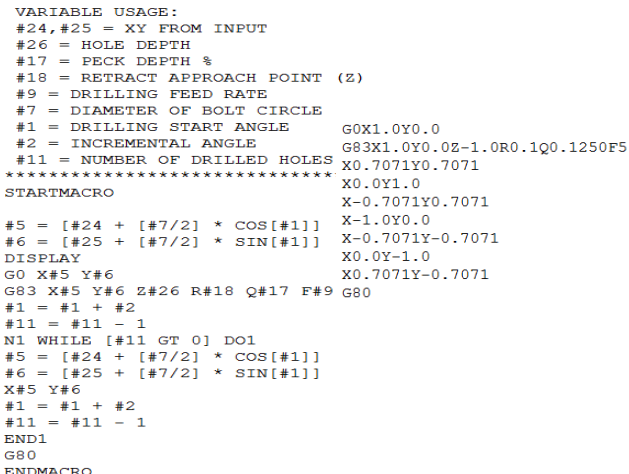 VARIABLE USAGE:
#24,#25 = XY FROM INPUT
#26 = HOLE DEPTH
#17 = PECK DEPTH %
#18 = RETRACT APPROACH POINT (Z)
#9 = DRILLING FEED RATE
#7 = DIAMETER OF BOLT CIRCLE
#1 = DRILLING START ANGLE
#2 = INCREMENTAL ANGLE
#11 = NUMBER OF DRILLED HOLES
*******************************
STARTMACRO
#5 = [#24 + [#7/2] * COS[#1]]
#6 = [#25 + [#7/2] * SIN[#1]]
DISPLAY
G0 X#5 Y#6
G83 X#5 Y#6 Z#26 R#18 Q#17 F#9
#1 = #1 + #2
#11 = #11 - 1
N1 WHILE [#11 GT 0] DO1
#5 = [#24 + [#7/2] * COS[#1]]
#6 = [#25 + [#7/2] * SIN[#1]]
X#5 Y#6
#1 = #1 + #2
#11 = #11 - 1
END1
G80
ENDMACRO
G0X1.0Y0.0
G83X1.0Y0.0Z-1.0R0.1Q0.1250F5
X0.7071Y0.7071
X0.0Y1.0
X-0.7071Y0.7071
X-1.0Y0.0
X-0.7071Y-0.7071
X0.0Y-1.0
X0.7071Y-0.7071
G80